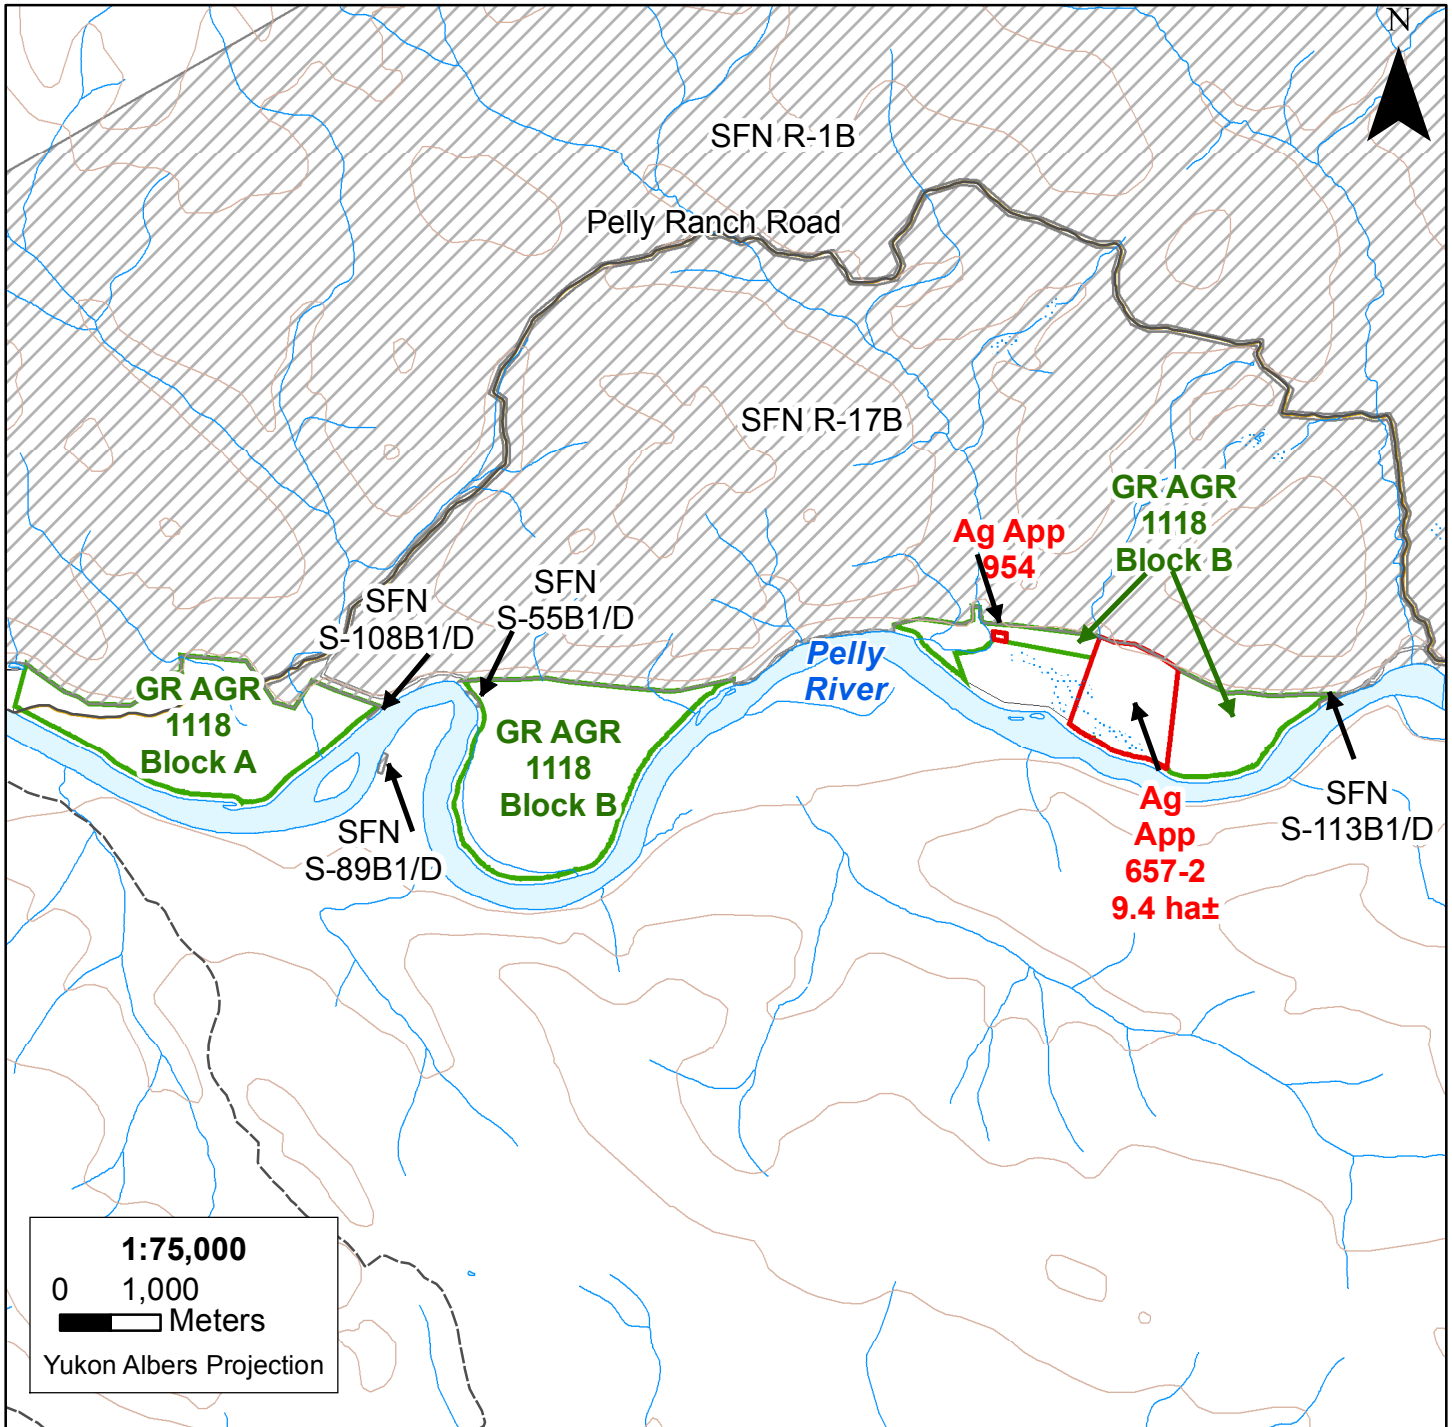 N
SFN R-1B
Pelly Ranch Road
SFN R-17B
GR AGR
1118
Block B
Ag App
954
SFN
S-55B1/D
SFN
S-108B1/D
Pelly
River
GR AGR
1118
Block A
GR AGR
1118
Block B
SFN
S-89B1/D
Ag
App
657-2
9.4 ha±
SFN
S-113B1/D
1:75,000
0 1,000
Meters
Yukon Albers Projection